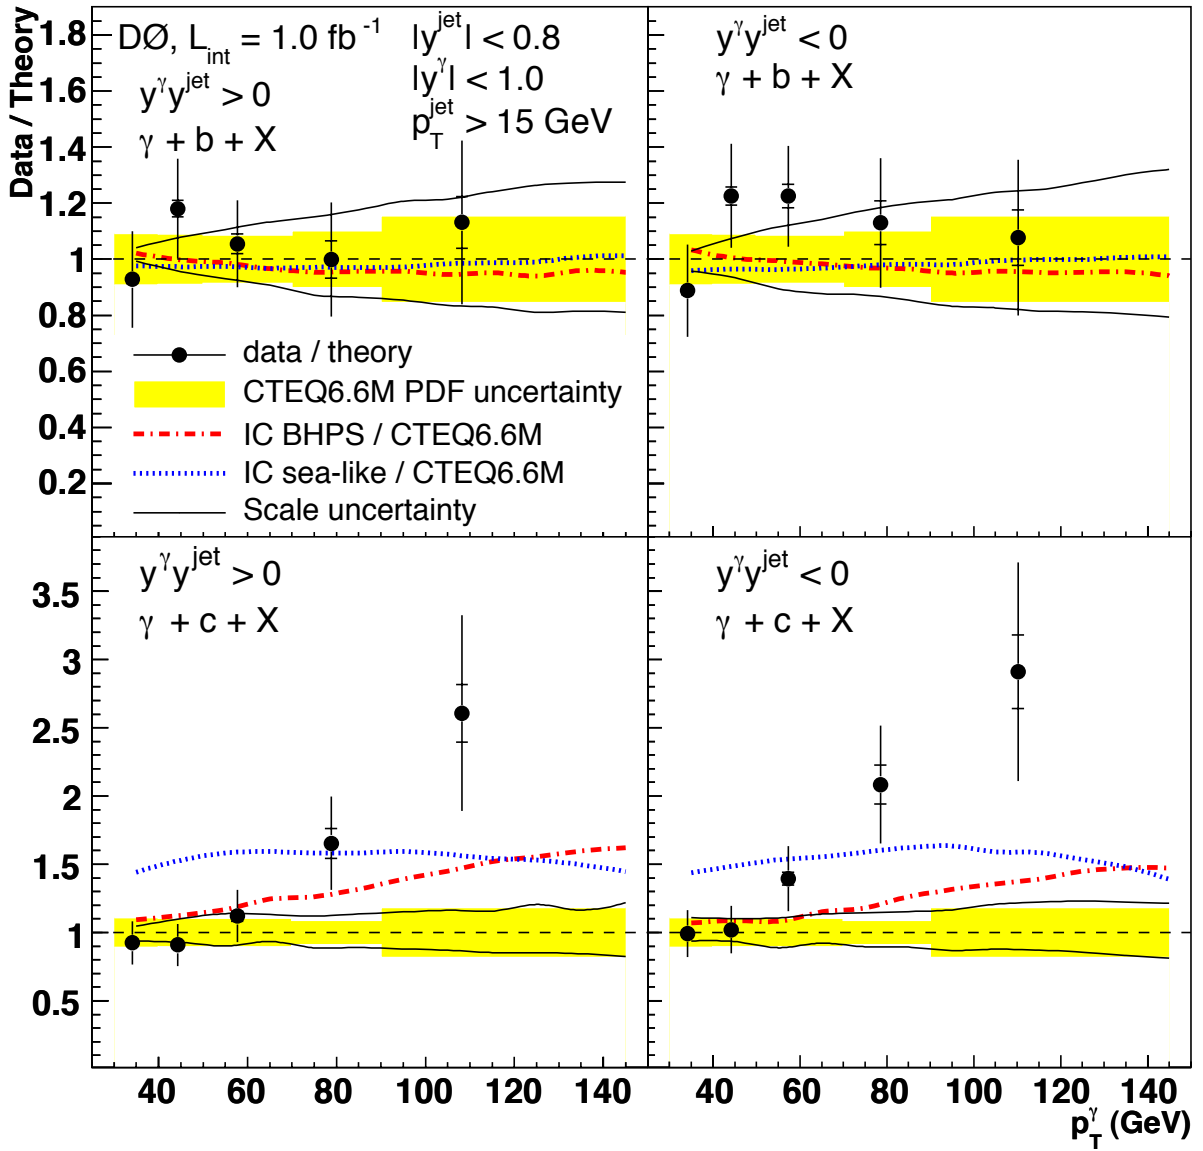 Data / Theory
DØ, L_int = 1.0 fb^-1
|y^jet| < 0.8
|y^γ| < 1.0
p_T^jet > 15 GeV
y^γ y^jet > 0
γ + b + X
1.8
1.6
1.4
1.2
1
0.8
0.6
0.4
0.2
data / theory
CTEQ6.6M PDF uncertainty
IC BHPS / CTEQ6.6M
IC sea-like / CTEQ6.6M
Scale uncertainty
y^γ y^jet < 0
γ + b + X
y^γ y^jet > 0
γ + c + X
3.5
3
2.5
2
1.5
1
0.5
40 60 80 100 120 140
y^γ y^jet < 0
γ + c + X
40 60 80 100 120 140
p_T^γ (GeV)